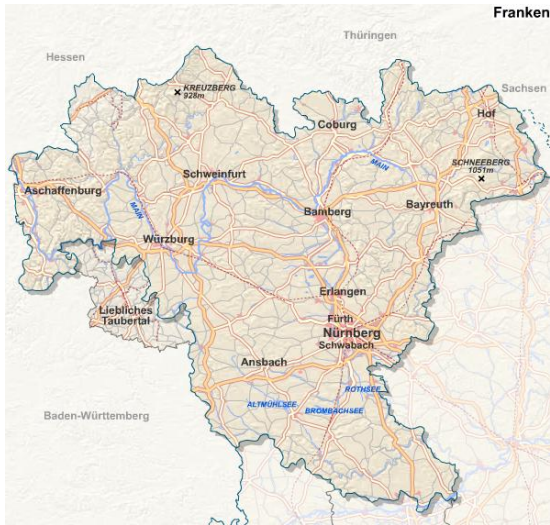 Franken
Thüringen
Hessen
Sachsen
KREUZBERG
928m
Hof
Coburg
SCHNEEBERG
1051m
MAIN
Schweinfurt
Aschaffenburg
MAIN
Bamberg
Bayreuth
Würzburg
Erlangen
Liebliches
Taubertal
Fürth
Nürnberg
Schwabach
Ansbach
ROTHSEE
ALTMÜHLSEE
BROMBACHSEE
Baden-Württemberg